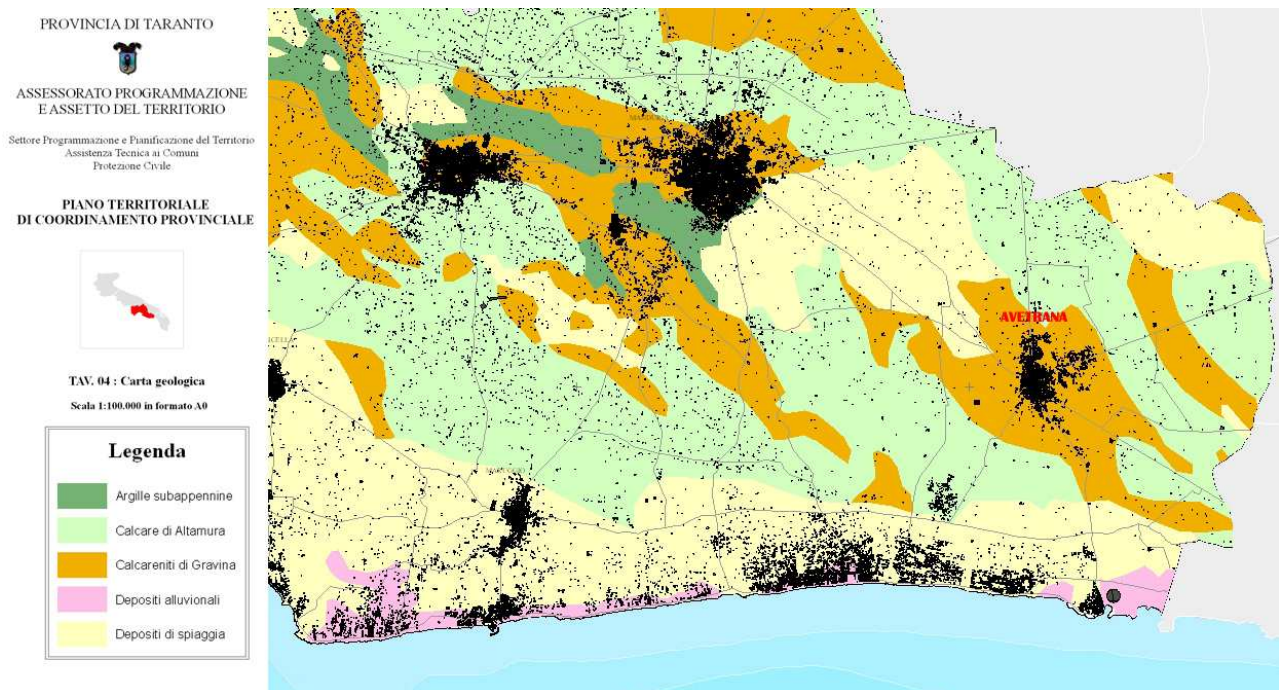 PROVINCIA DI TARANTO
ASSESSORATO PROGRAMMAZIONE
E ASSETTO DEL TERRITORIO
Settore Programmazione e Pianificazione del Territorio
Assistenza Tecnica ai Comuni
Protezione Civile
PIANO TERRITORIALE
DI COORDINAMENTO PROVINCIALE
TAV. 04 : Carta geologica
Scala 1:100.000 in formato A0
Legenda
Argille subappennine
Calcare di Altamura
Calcareniti di Gravina
Depositi alluvionali
Depositi di spiaggia
AVETRANA